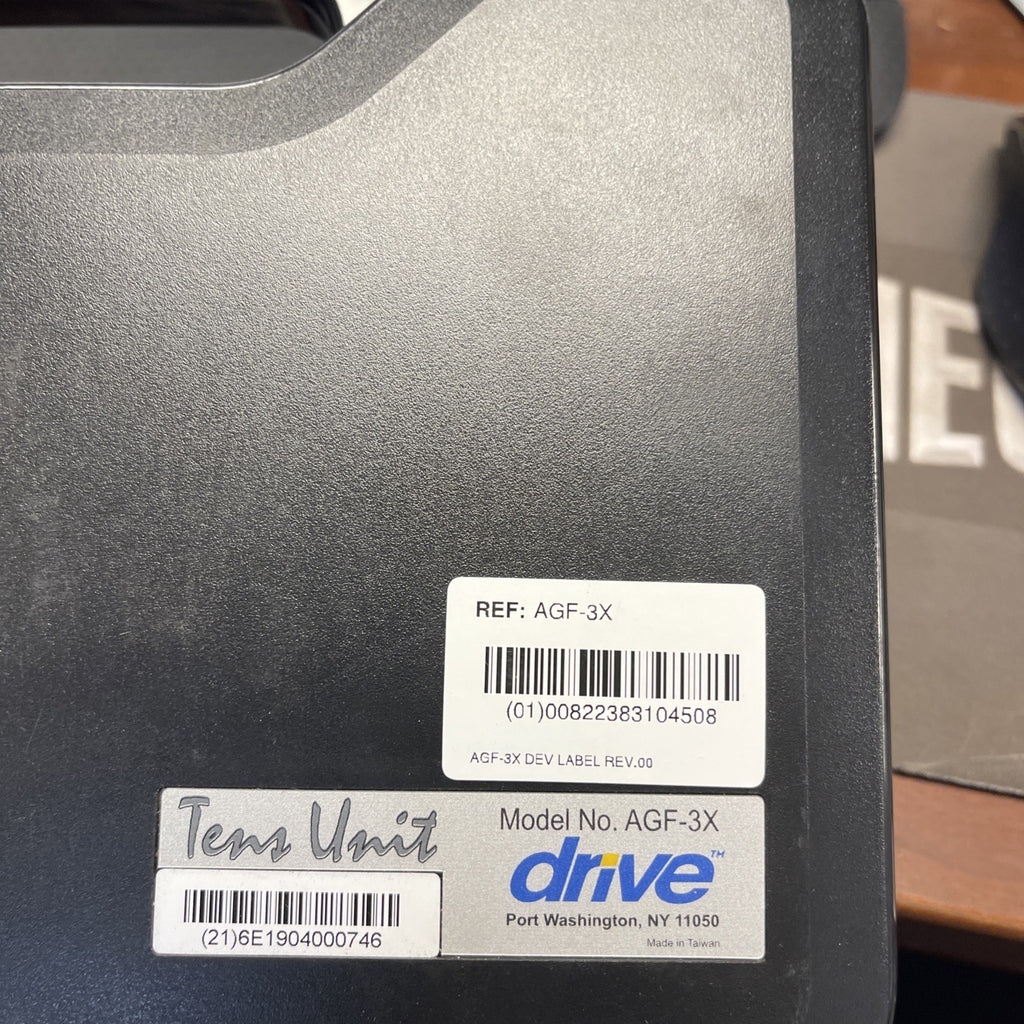 REF: AGF-3X
(01)00822383104508
AGF-3X DEV LABEL REV.00
Tens Unit
Model No. AGF-3X
drive™
Port Washington, NY 11050
Made in Taiwan
(21)6E1904000746